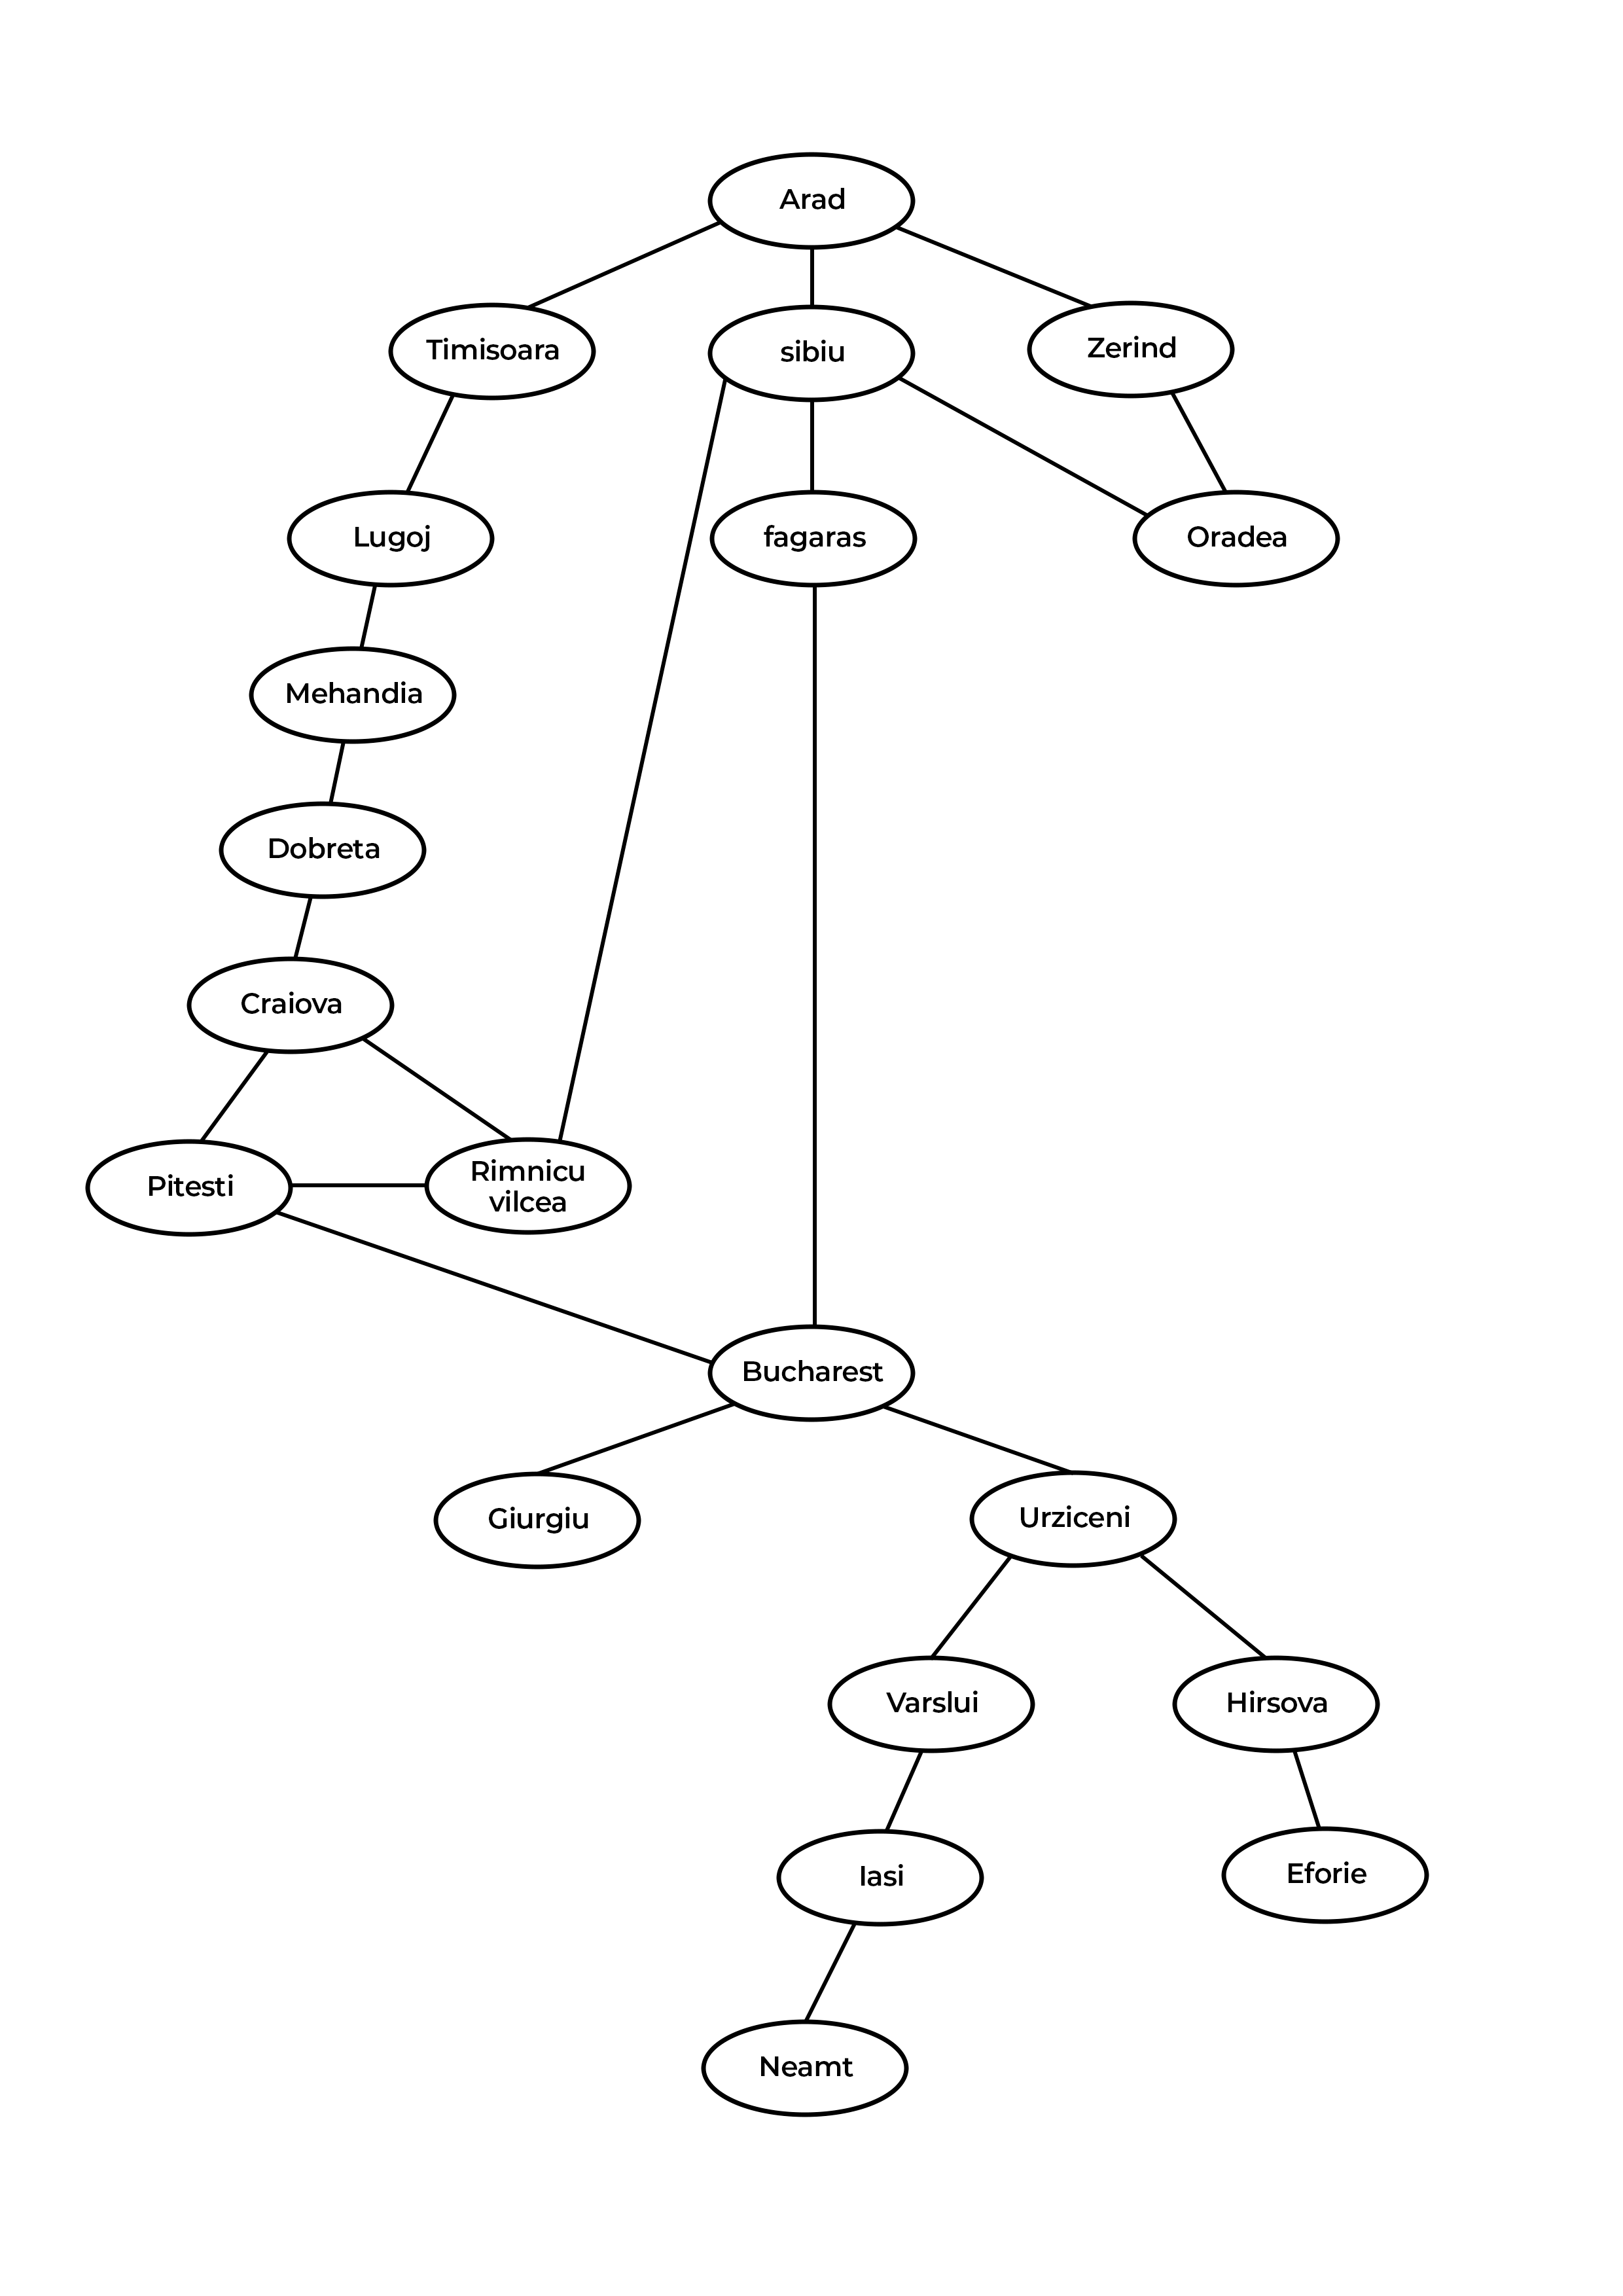 Arad
Timisoara
sibiu
Zerind
Lugoj
fagaras
Oradea
Mehandia
Dobreta
Craiova
Pitesti
Rimnicu
vilcea
Bucharest
Giurgiu
Urziceni
Varslui
Hirsova
Iasi
Eforie
Neamt